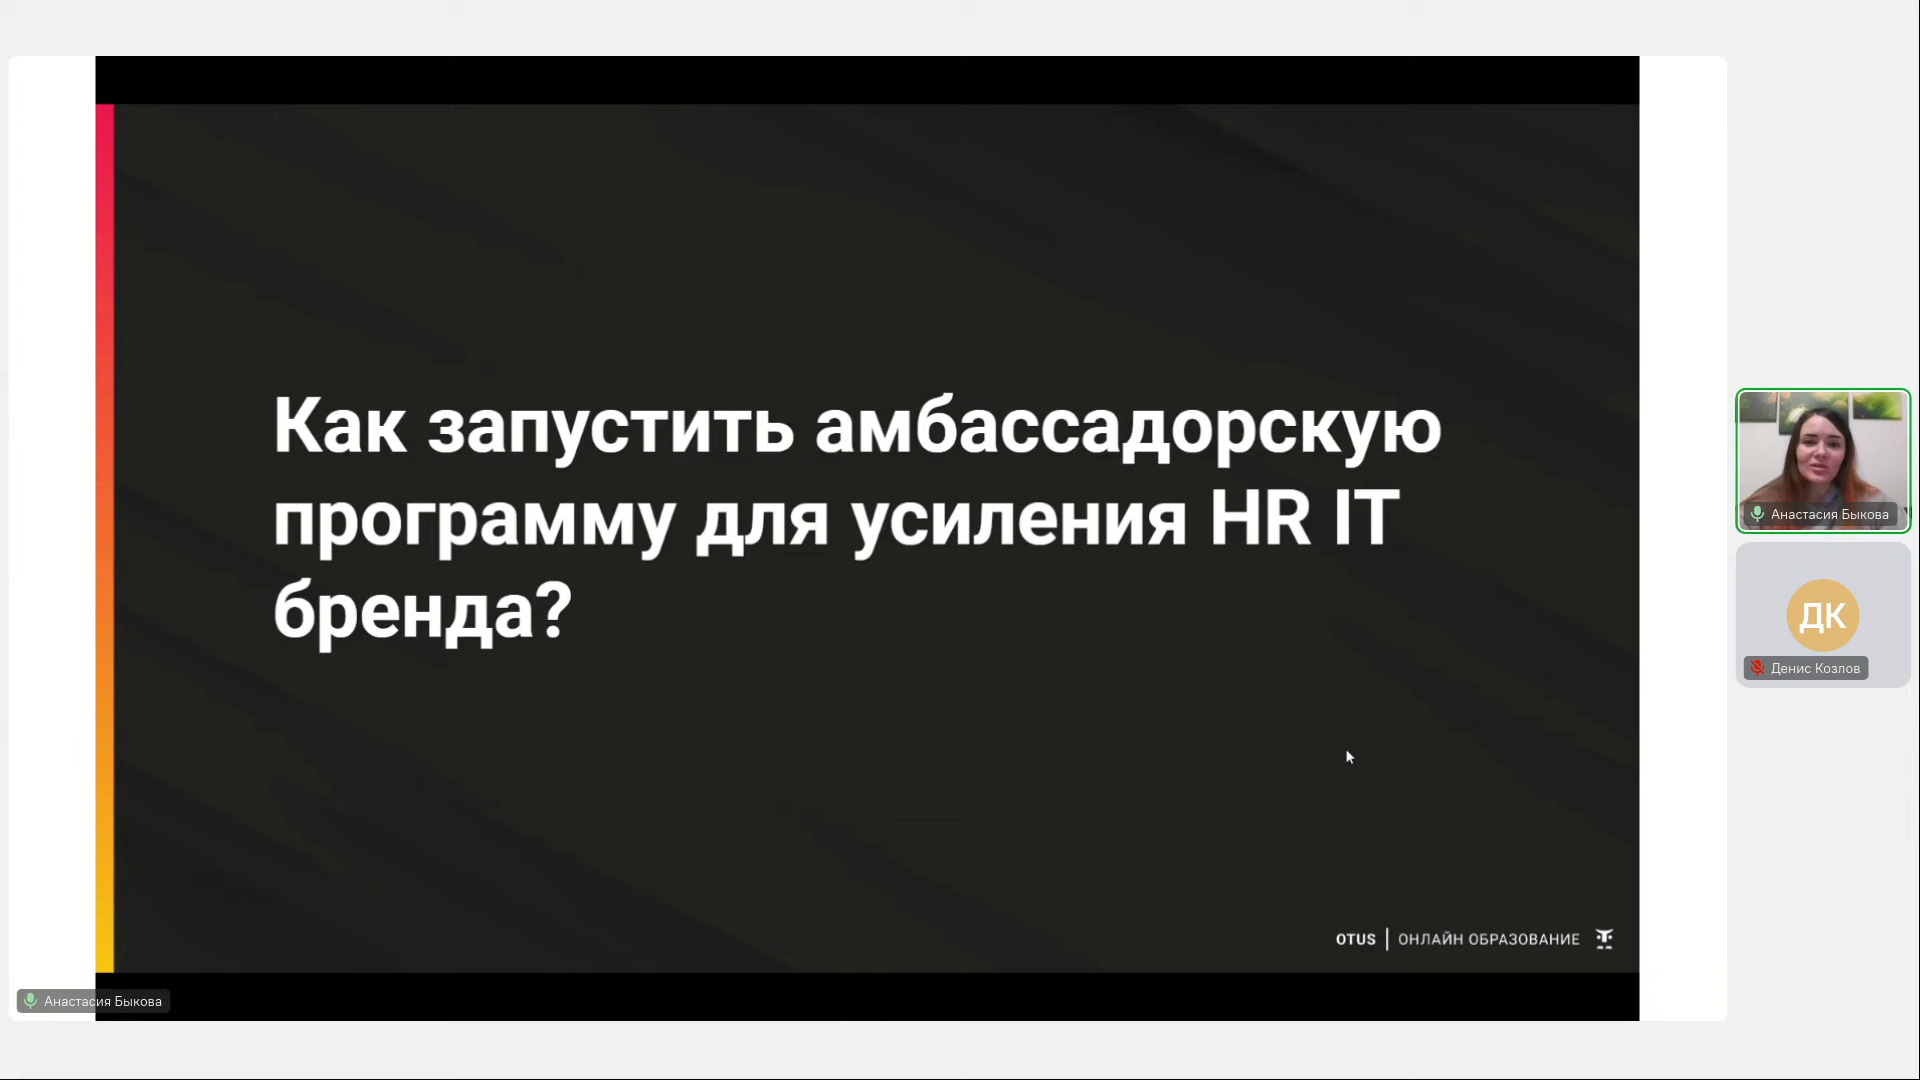 Как запустить амбассадорскую
программу для усиления HR IT
бренда?
OTUS | ОНЛАЙН ОБРАЗОВАНИЕ
Анастасия Быкова
Анастасия Быкова
ДК
Денис Козлов